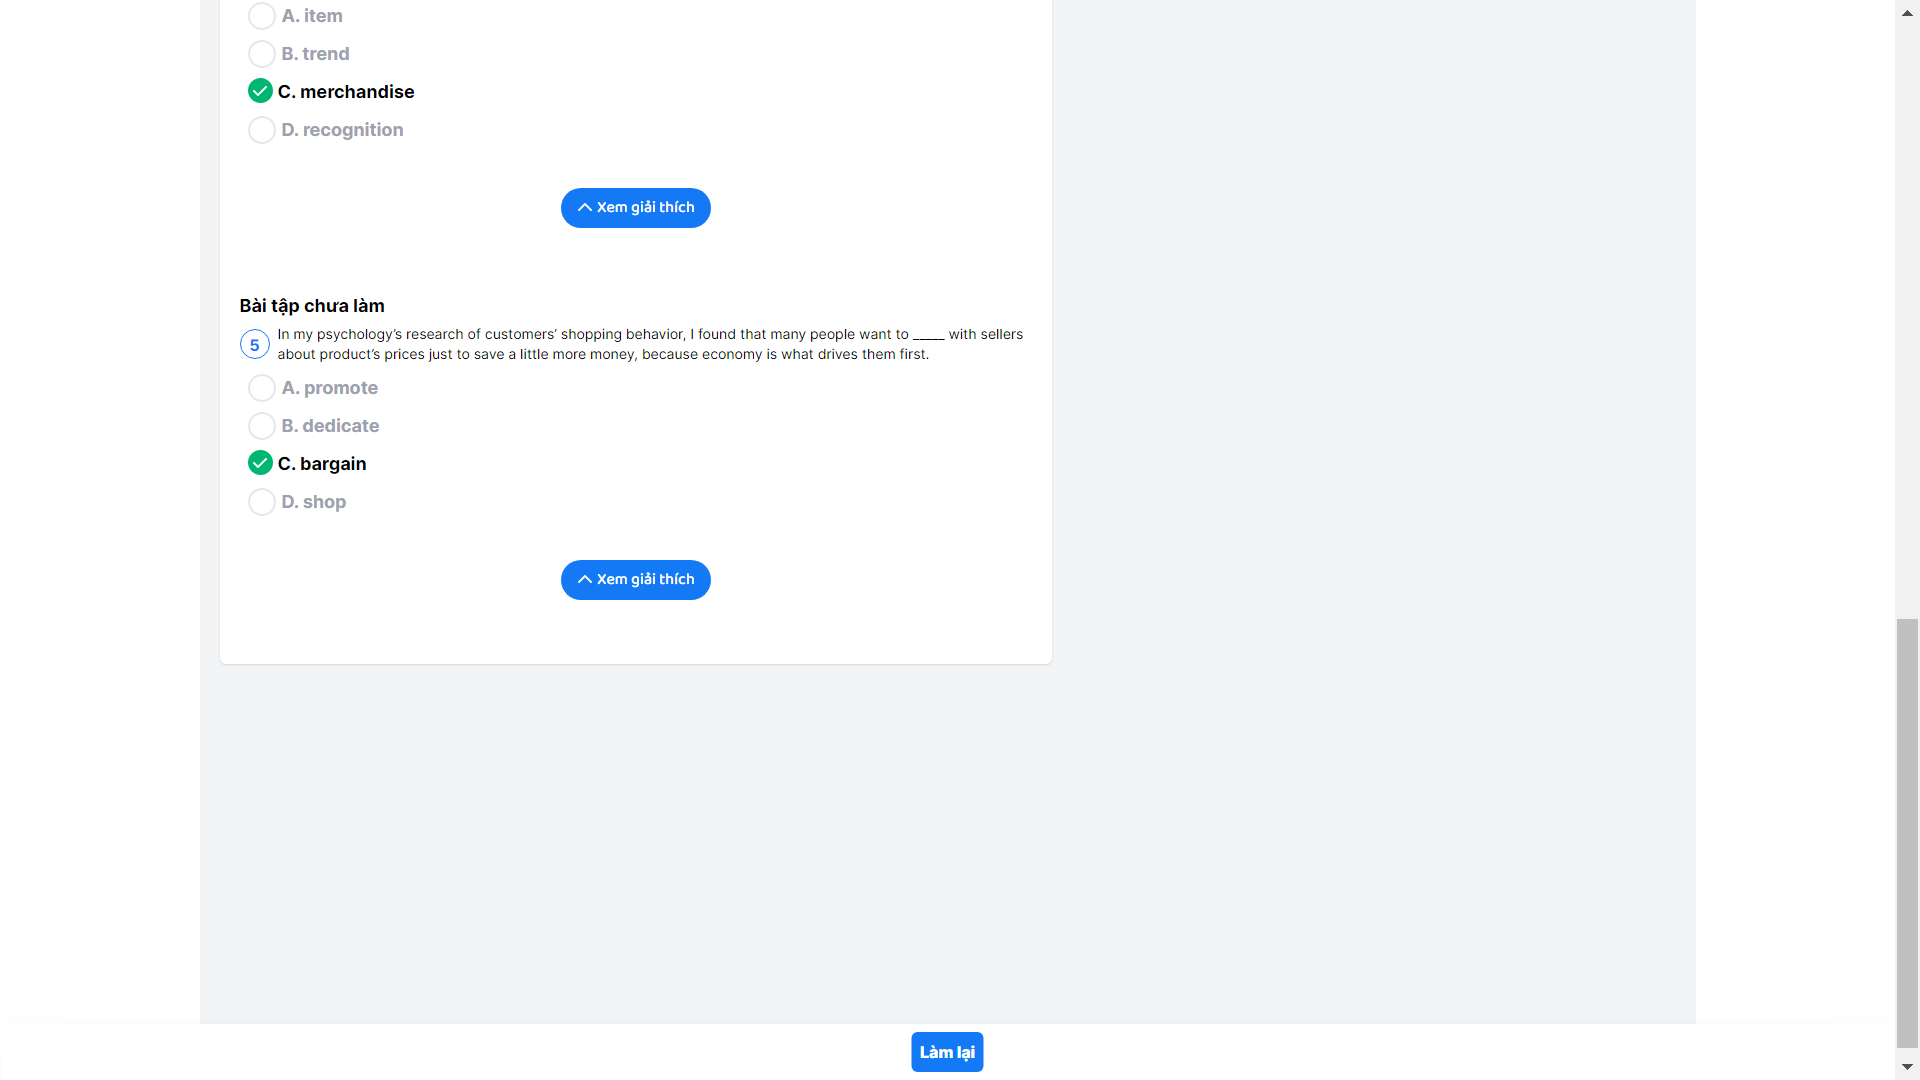 A. item
B. trend
C. merchandise
D. recognition
Xem giải thích
Bài tập chưa làm
5
In my psychology’s research of customers’ shopping behavior, I found that many people want to _____ with sellers
about product’s prices just to save a little more money, because economy is what drives them first.
A. promote
B. dedicate
C. bargain
D. shop
Xem giải thích
Làm lại